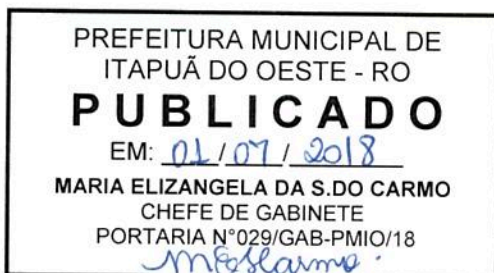 PREFEITURA MUNICIPAL DE
ITAPUÃ DO OESTE - RO
PUBLICADO
EM: 01/07/2018
MARIA ELIZANGELA DA S.DO CARMO
CHEFE DE GABINETE
PORTARIA N°029/GAB-PMIO/18